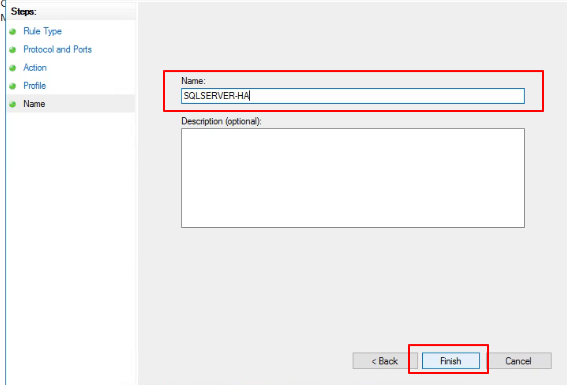 Steps:
Rule Type
Protocol and Ports
Action
Profile
Name
Name:
SQLSERVER-HA
Description (optional):
< Back
Finish
Cancel